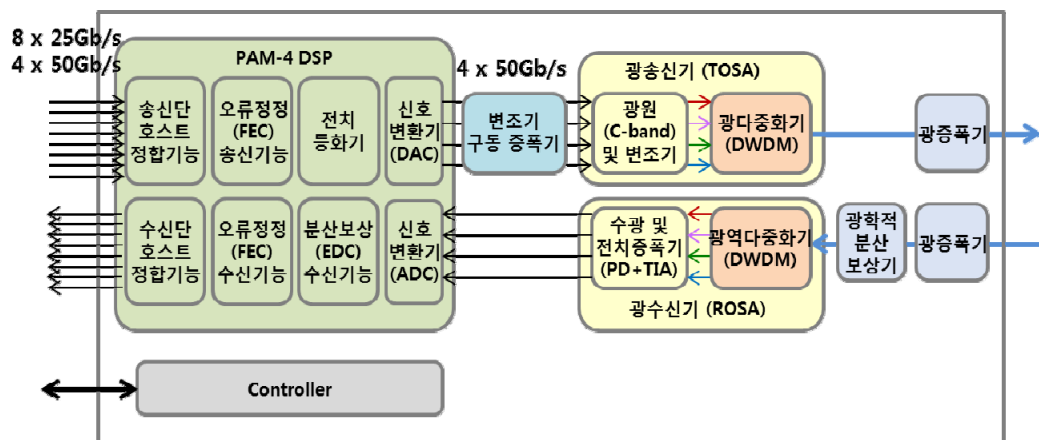 8 x 25Gb/s
4 x 50Gb/s
PAM-4 DSP
송신단
호스트
정합기능
오류정정
(FEC)
송신기능
전치
등화기
신호
변환기
(DAC)
4 x 50Gb/s
변조기
구동 증폭기
광송신기 (TOSA)
광원
(C-band)
및 변조기
광다중화기
(DWDM)
광증폭기
수신단
호스트
정합기능
오류정정
(FEC)
수신기능
분산보상
(EDC)
수신기능
신호
변환기
(ADC)
수광 및
전치증폭기
(PD+TIA)
광역다중화기
(DWDM)
광수신기 (ROSA)
광학적
분산
보상기
광증폭기
Controller